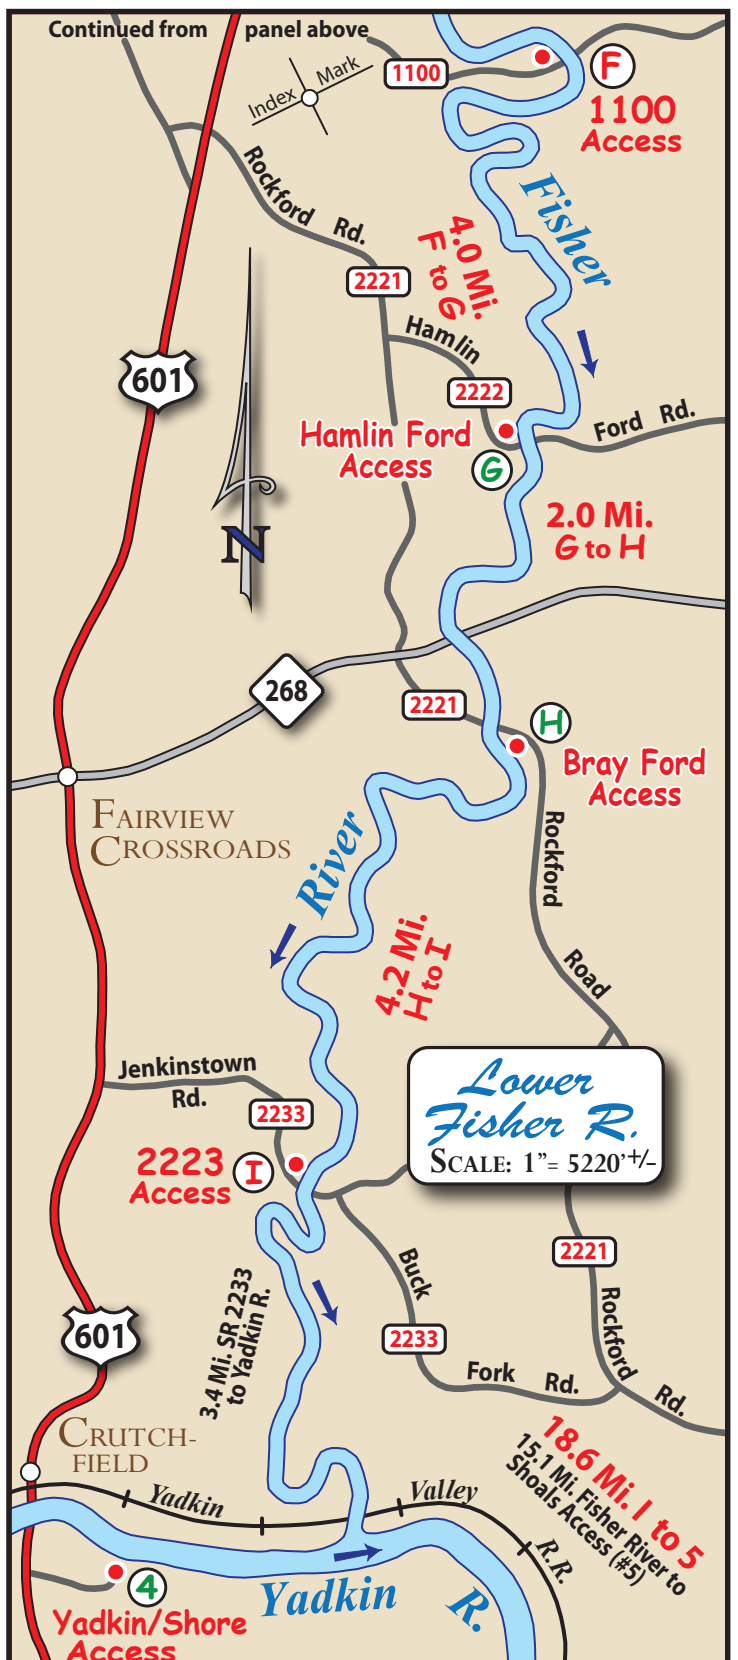 Continued from panel above
Index Mark
1100
F
1100
Access
Rockford Rd.
Fisher
4.0 Mi.
F to G
2221
Hamlin
601
2222
Ford Rd.
Hamlin Ford
Access
G
2.0 Mi.
G to H
N
268
2221
H
Bray Ford
Access
Fairview
Crossroads
River
Rockford
Road
4.2 Mi.
H to I
Lower
Fisher R.
Scale: 1"= 5220'+/-
Jenkinstown
Rd.
2233
2223
Access
I
2221
Buck
3.4 Mi. SR 2233
to Yadkin R.
601
2233
Rockford
Fork Rd.
Rd.
Crutch-
field
18.6 Mi. I to 5
15.1 Mi. Fisher River to
Shoals Access (#5)
Yadkin Valley
R.R.
4
Yadkin R.
Yadkin/Shore
Access